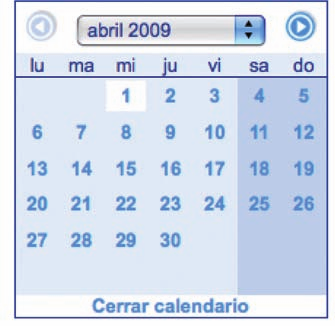 abril 2009
lu ma mi ju vi sa do
1 2 3 4 5
6 7 8 9 10 11 12
13 14 15 16 17 18 19
20 21 22 23 24 25 26
27 28 29 30
Cerrar calendario